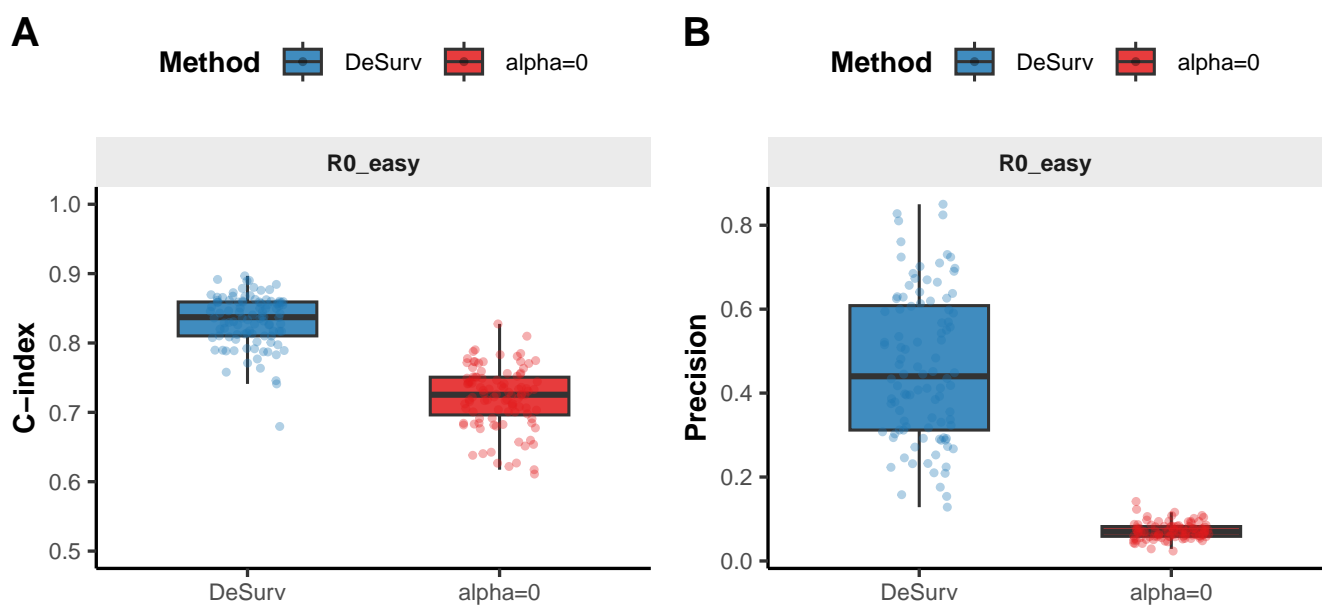 A
Method DeSurv alpha=0
R0_easy
C−index
1.0
0.9
0.8
0.7
0.6
0.5
DeSurv alpha=0
B
Method DeSurv alpha=0
R0_easy
Precision
0.8
0.6
0.4
0.2
0.0
DeSurv alpha=0